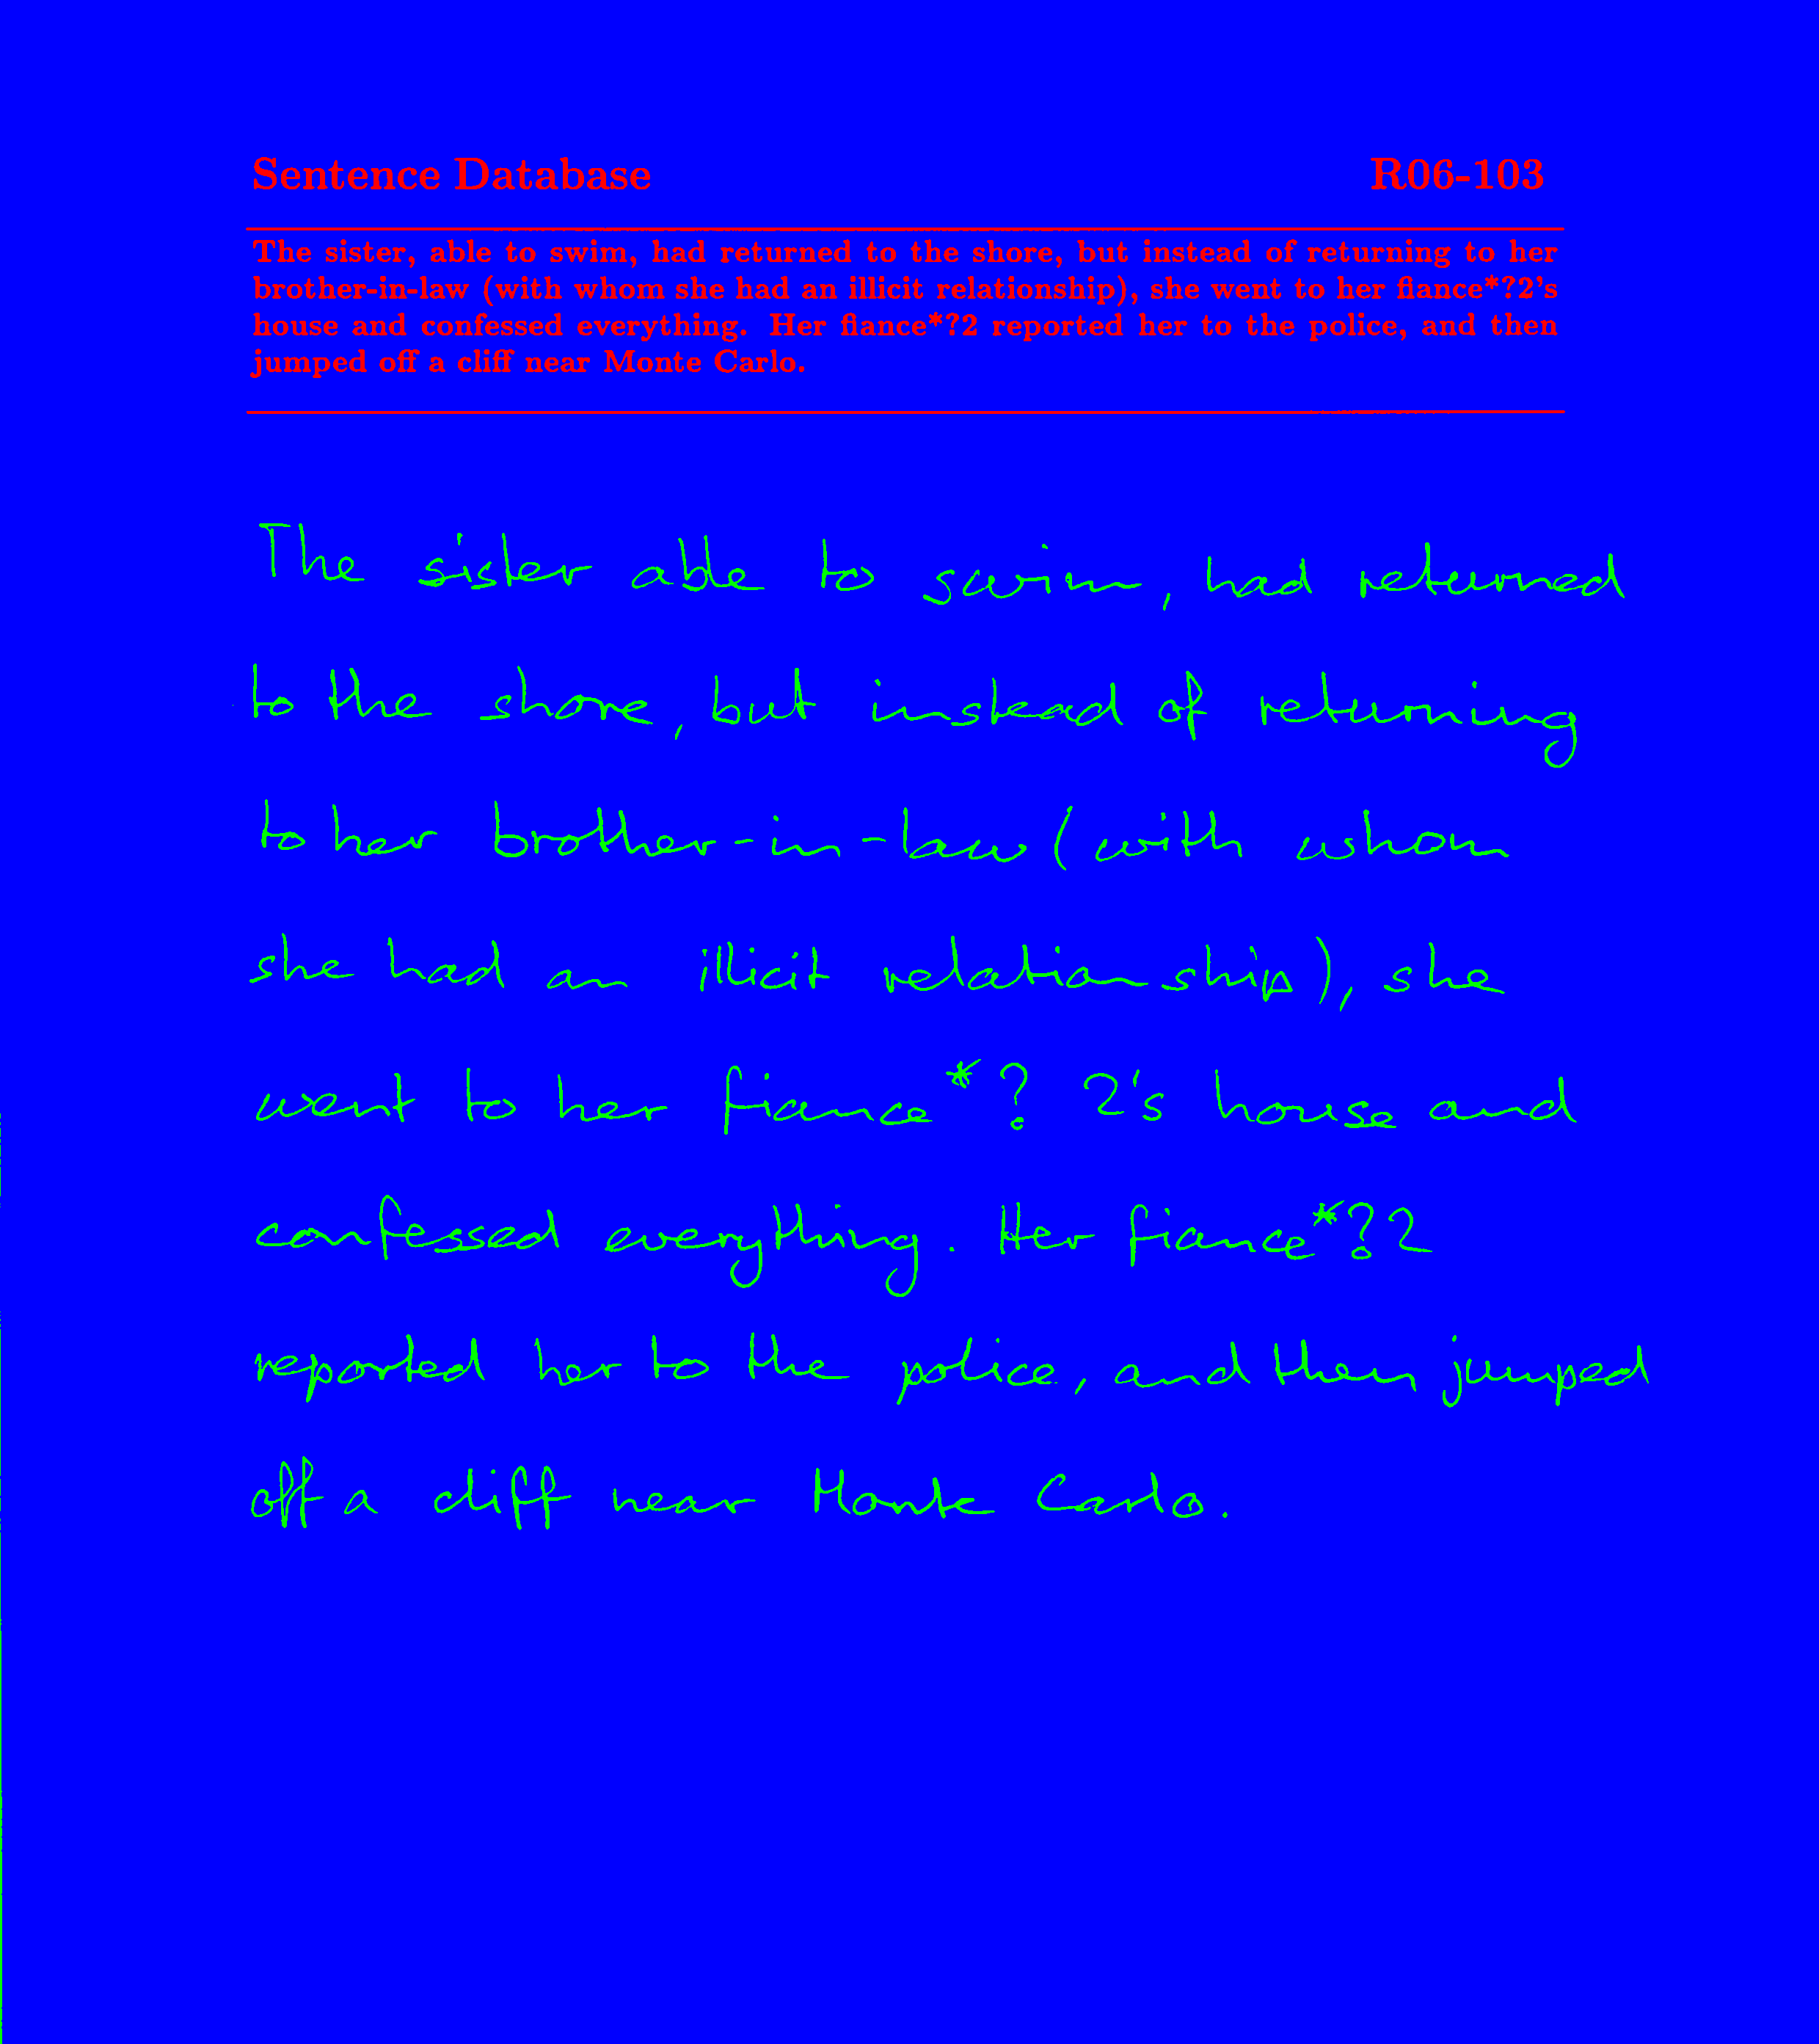 Sentence Database R06-103
The sister, able to swim, had returned to the shore, but instead of returning to her
brother-in-law (with whom she had an illicit relationship), she went to her fiance*?2's
house and confessed everything. Her fiance*?2 reported her to the police, and then
jumped off a cliff near Monte Carlo.
The sister able to swim, had returned
to the shore, but instead of returning
to her brother-in-law (with whom
she had an illicit relationship), she
went to her fiance*? 2's house and
confessed everything. Her fiance*?2
reported her to the police, and then jumped
off a cliff near Monte Carlo.